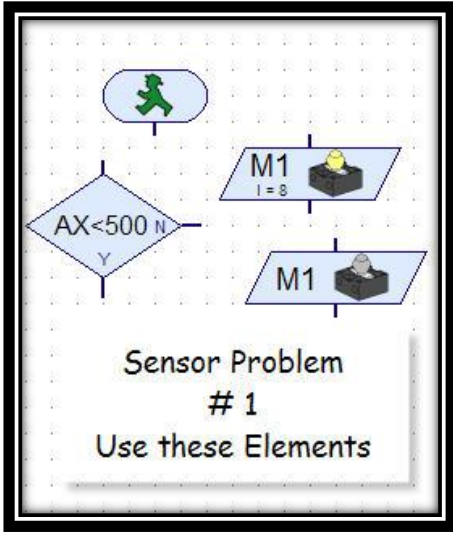 M1
I = 8
AX<500 N
Y
M1
Sensor Problem
# 1
Use these Elements